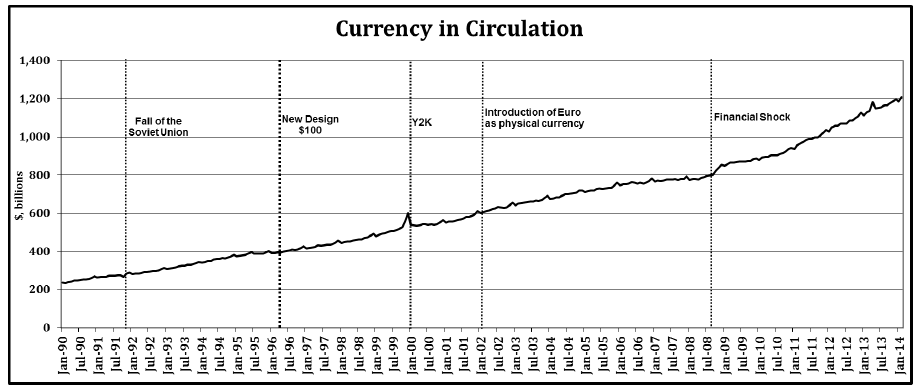 Currency in Circulation
$, billions
1,400
1,200
1,000
800
600
400
200
0
Fall of the
Soviet Union
New Design
$100
Y2K
Introduction of Euro
as physical currency
Financial Shock
Jan-90
Jul-90
Jan-91
Jul-91
Jan-92
Jul-92
Jan-93
Jul-93
Jan-94
Jul-94
Jan-95
Jul-95
Jan-96
Jul-96
Jan-97
Jul-97
Jan-98
Jul-98
Jan-99
Jul-99
Jan-00
Jul-00
Jan-01
Jul-01
Jan-02
Jul-02
Jan-03
Jul-03
Jan-04
Jul-04
Jan-05
Jul-05
Jan-06
Jul-06
Jan-07
Jul-07
Jan-08
Jul-08
Jan-09
Jul-09
Jan-10
Jul-10
Jan-11
Jul-11
Jan-12
Jul-12
Jan-13
Jul-13
Jan-14